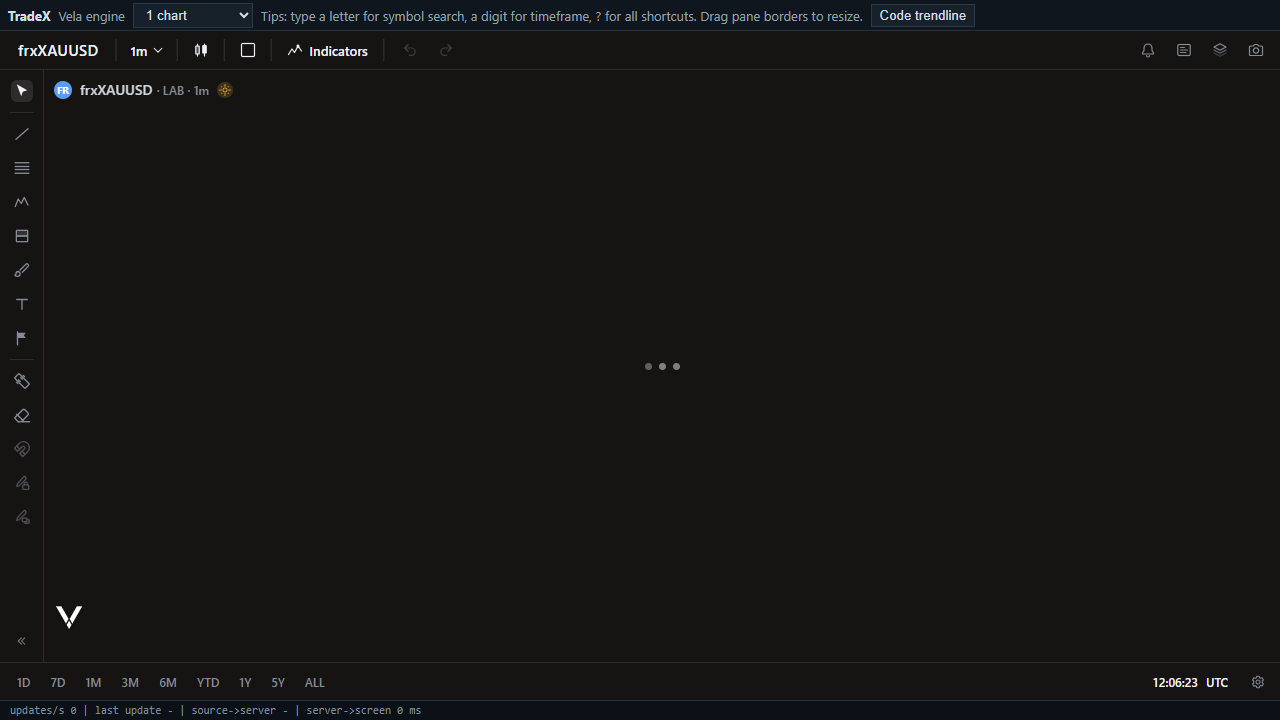 TradeX Vela engine 1 chart Tips: type a letter for symbol search, a digit for timeframe, ? for all shortcuts. Drag pane borders to resize. Code trendline
frxXAUUSD 1m Indicators
FR frxXAUUSD · LAB · 1m
1D 7D 1M 3M 6M YTD 1Y 5Y ALL 12:06:23 UTC
updates/s 0 | last update - | source->server - | server->screen 0 ms